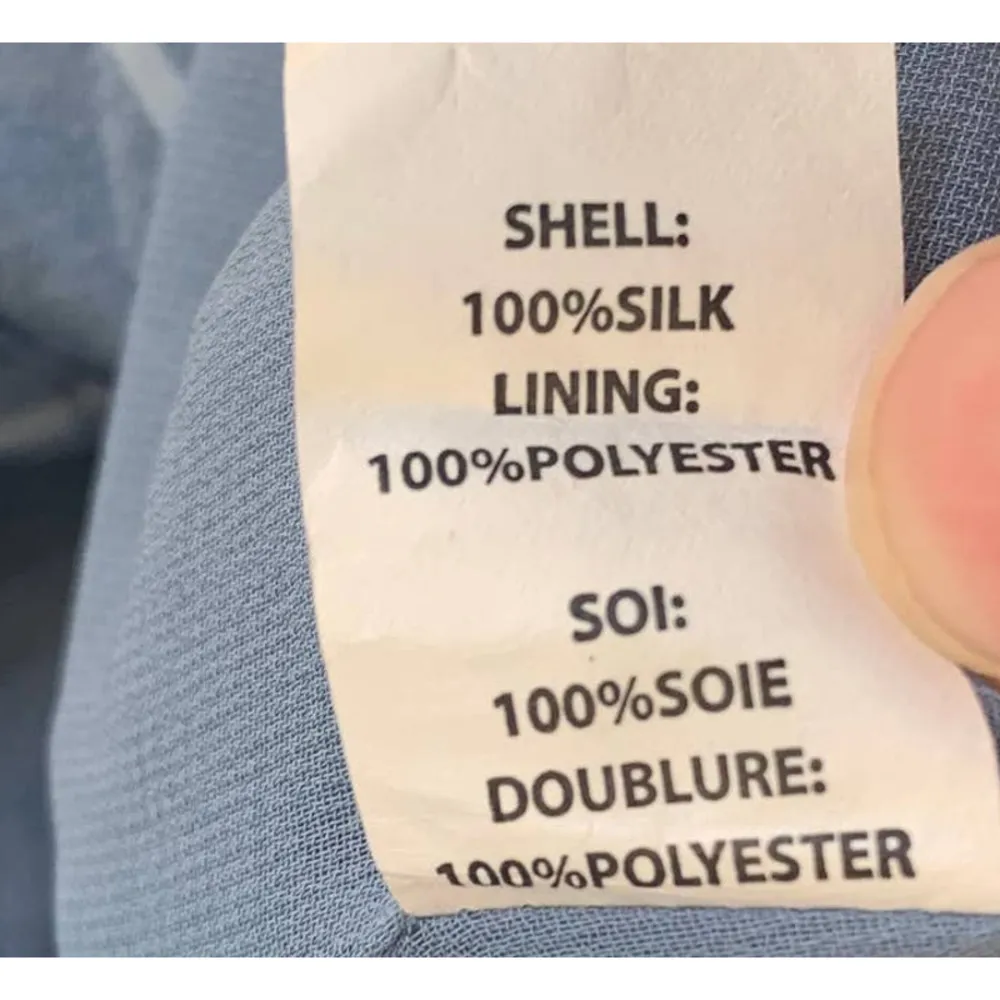 SHELL:
100%SILK
LINING:
100%POLYESTER
SOI:
100%SOIE
DOUBLURE:
100%POLYESTER